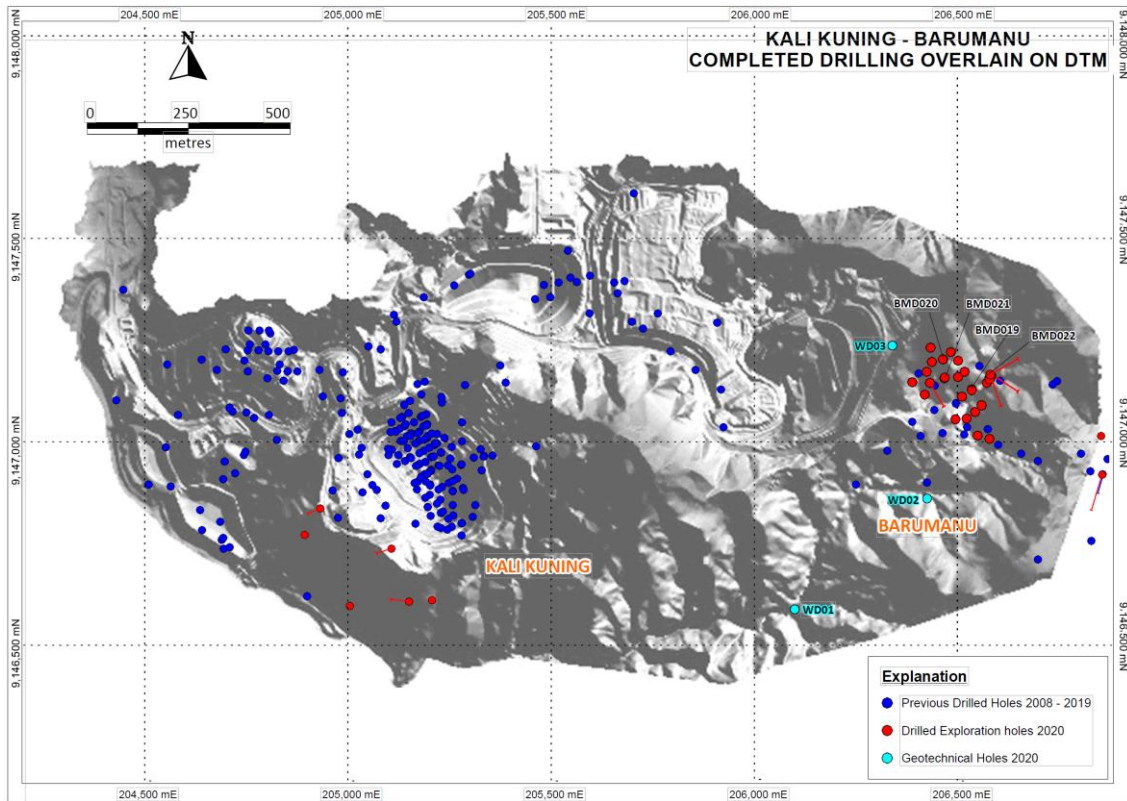 204,500 mE 205,000 mE 205,500 mE 206,000 mE 206,500 mE
9,148,000 mN
9,148,000 mN
N
KALI KUNING - BARUMANU
COMPLETED DRILLING OVERLAIN ON DTM
0 250 500
metres
9,147,500 mN
9,147,500 mN
BMD020
BMD021
BMD019
BMD022
WD03
9,147,000 mN
9,147,000 mN
WD02
BARUMANU
KALI KUNING
WD01
9,146,500 mN
9,146,500 mN
Explanation
Previous Drilled Holes 2008 - 2019
Drilled Exploration holes 2020
Geotechnical Holes 2020
204,500 mE 205,000 mE 205,500 mE 206,000 mE 206,500 mE